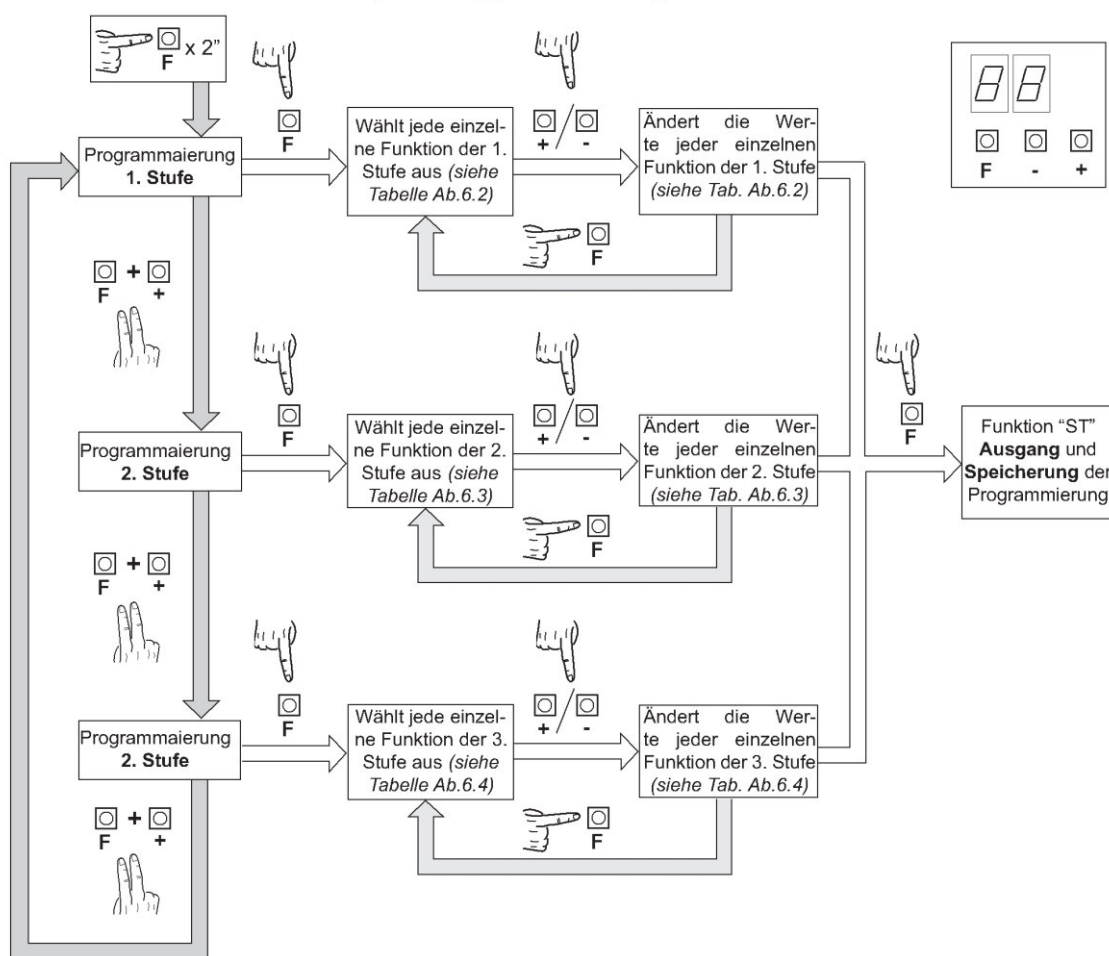 F x 2”
F
+ / -
F - +
Programmaierung
1. Stufe
Wählt jede einzel-
ne Funktion der 1.
Stufe aus (siehe
Tabelle Ab.6.2)
Ändert die Wer-
te jeder einzelnen
Funktion der 1. Stufe
(siehe Tab. Ab.6.2)
F
F + +
F
+ / -
F
Programmaierung
2. Stufe
Wählt jede einzel-
ne Funktion der 2.
Stufe aus (siehe
Tabelle Ab.6.3)
Ändert die Wer-
te jeder einzelnen
Funktion der 2. Stufe
(siehe Tab. Ab.6.3)
Funktion “ST”
Ausgang und
Speicherung der
Programmierung
F
F + +
F
+ / -
Programmaierung
2. Stufe
Wählt jede einzel-
ne Funktion der 3.
Stufe aus (siehe
Tabelle Ab.6.4)
Ändert die Wer-
te jeder einzelnen
Funktion der 3. Stufe
(siehe Tab. Ab.6.4)
F + +
F